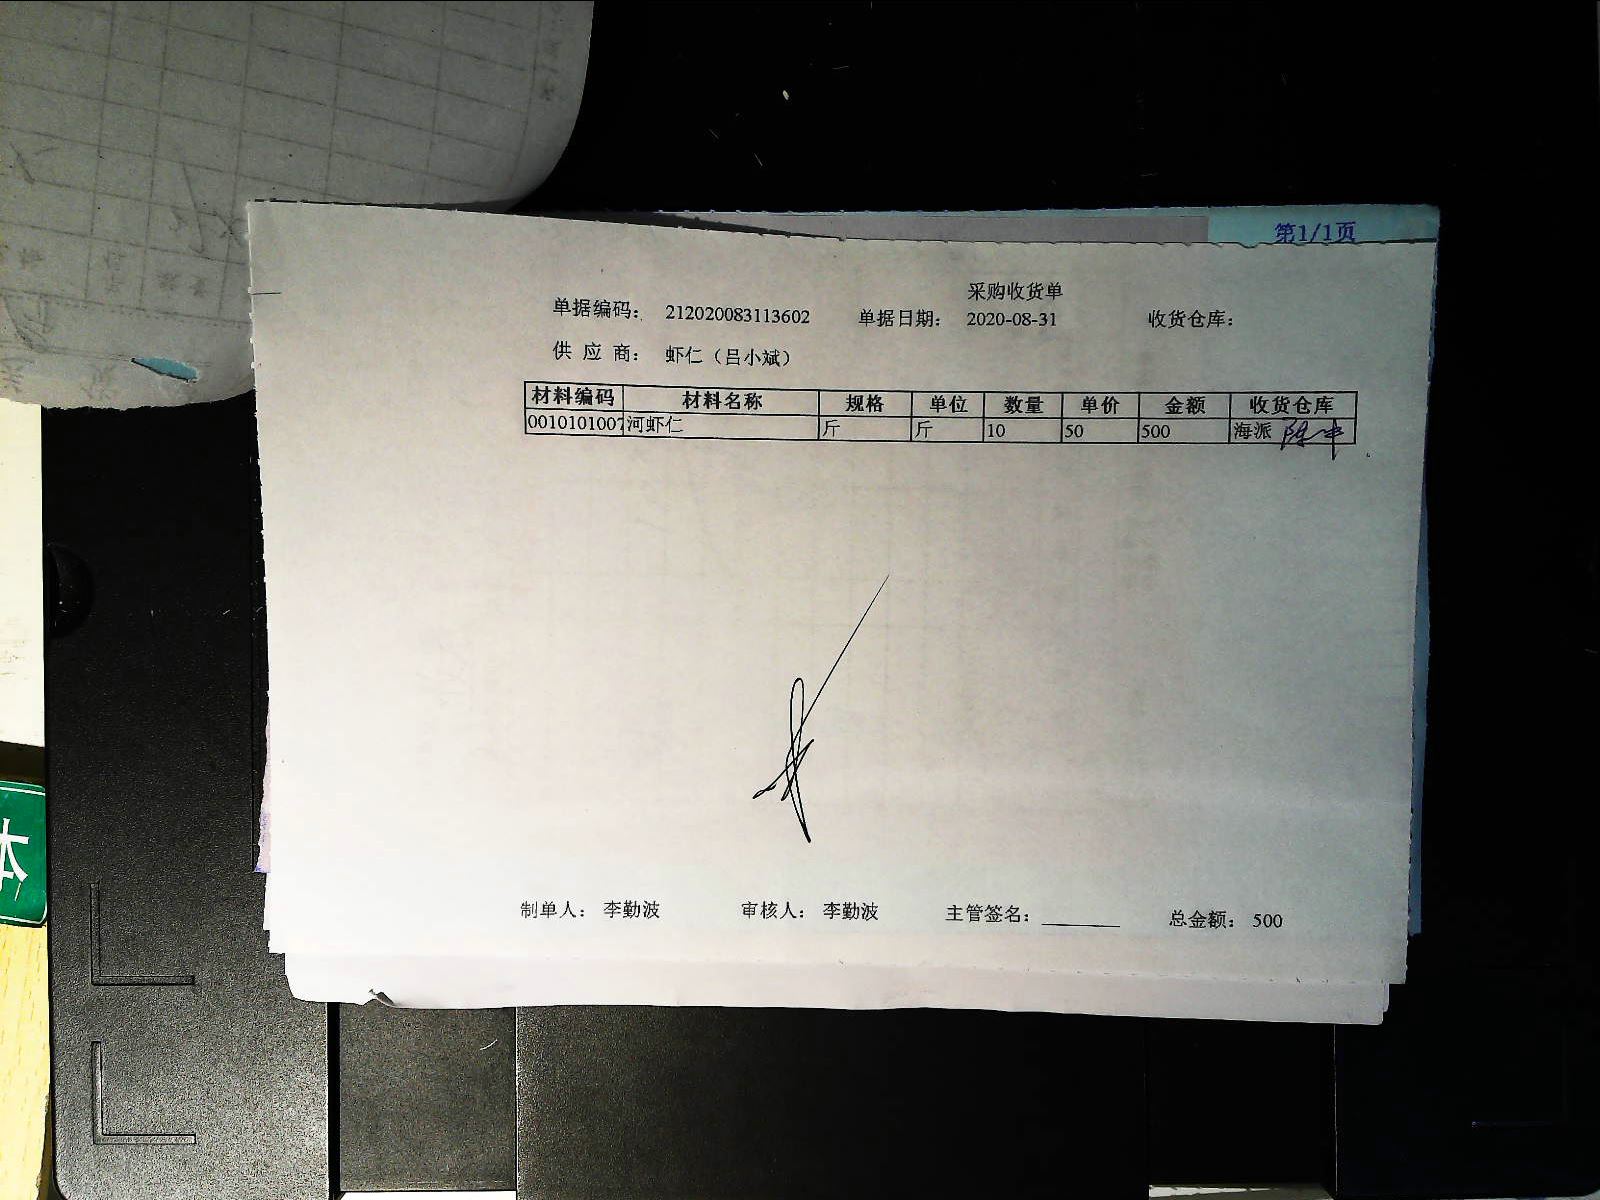 第1/1页
采购收货单
单据编码： 212020083113602 单据日期： 2020-08-31 收货仓库：
供 应 商： 虾仁（吕小斌）
材料编码 材料名称 规格 单位 数量 单价 金额 收货仓库
0010101007 河虾仁 斤 斤 10 50 500 海派
制单人： 李勤波 审核人： 李勤波 主管签名： 总金额： 500
本